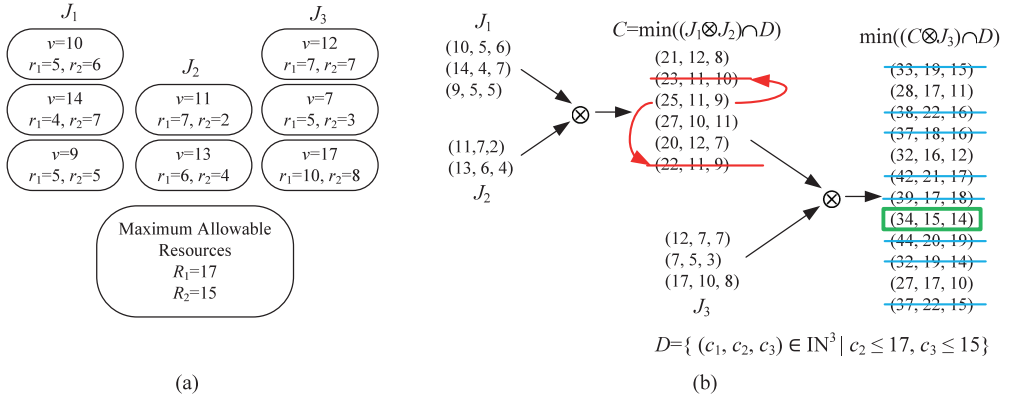 J1
v=10
r1=5, r2=6
v=14
r1=4, r2=7
v=9
r1=5, r2=5
J2
v=11
r1=7, r2=2
v=13
r1=6, r2=4
J3
v=12
r1=7, r2=7
v=7
r1=5, r2=3
v=17
r1=10, r2=8
Maximum Allowable
Resources
R1=17
R2=15
(a)
J1
(10, 5, 6)
(14, 4, 7)
(9, 5, 5)
(11,7,2)
(13, 6, 4)
J2
⊗
C=min((J1⊗J2)∩D)
(21, 12, 8)
(23, 11, 10)
(25, 11, 9)
(27, 10, 11)
(20, 12, 7)
(22, 11, 9)
(12, 7, 7)
(7, 5, 3)
(17, 10, 8)
J3
⊗
min((C⊗J3)∩D)
(33, 19, 15)
(28, 17, 11)
(38, 22, 16)
(37, 18, 16)
(32, 16, 12)
(42, 21, 17)
(39, 17, 18)
(34, 15, 14)
(44, 20, 19)
(32, 19, 14)
(27, 17, 10)
(37, 22, 15)
D={ (c1, c2, c3) ∈ IN³ | c2 ≤ 17, c3 ≤ 15}
(b)